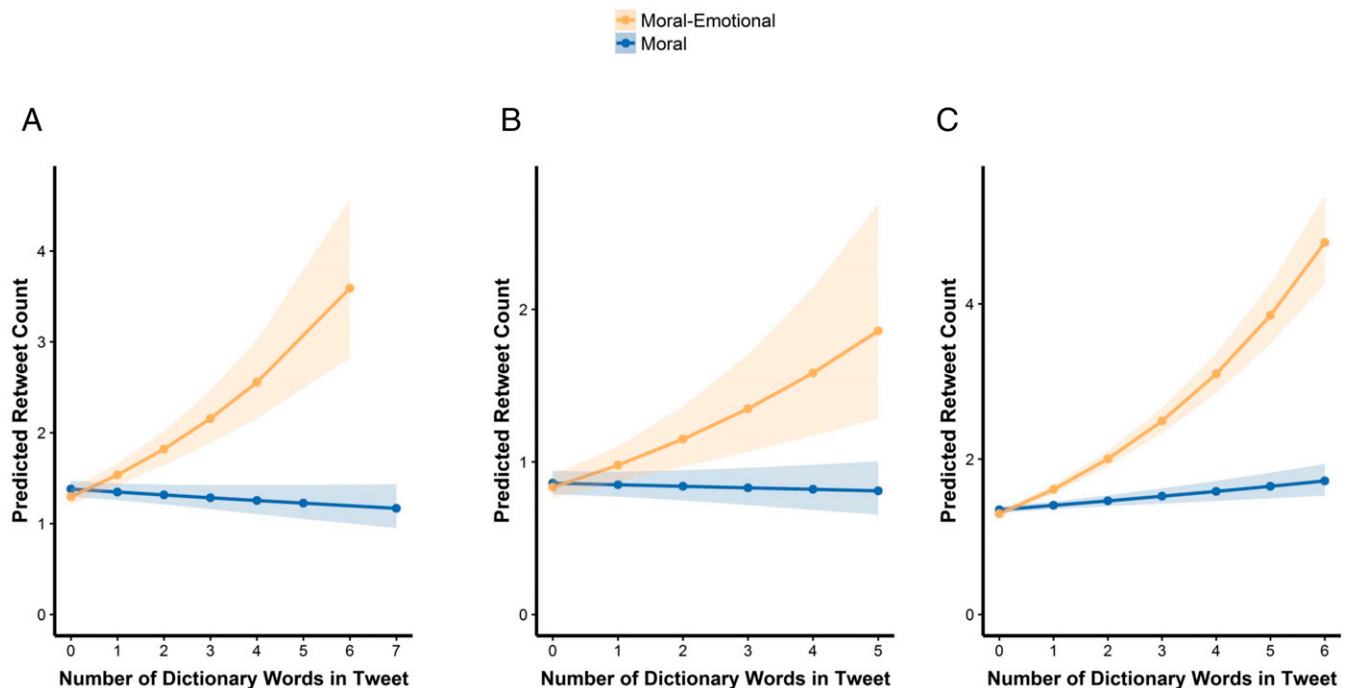 Moral-Emotional
Moral
A
B
C
Predicted Retweet Count
4
3
2
1
0
0 1 2 3 4 5 6 7
Number of Dictionary Words in Tweet
Predicted Retweet Count
2
1
0
0 1 2 3 4 5
Number of Dictionary Words in Tweet
Predicted Retweet Count
4
2
0
0 1 2 3 4 5 6
Number of Dictionary Words in Tweet